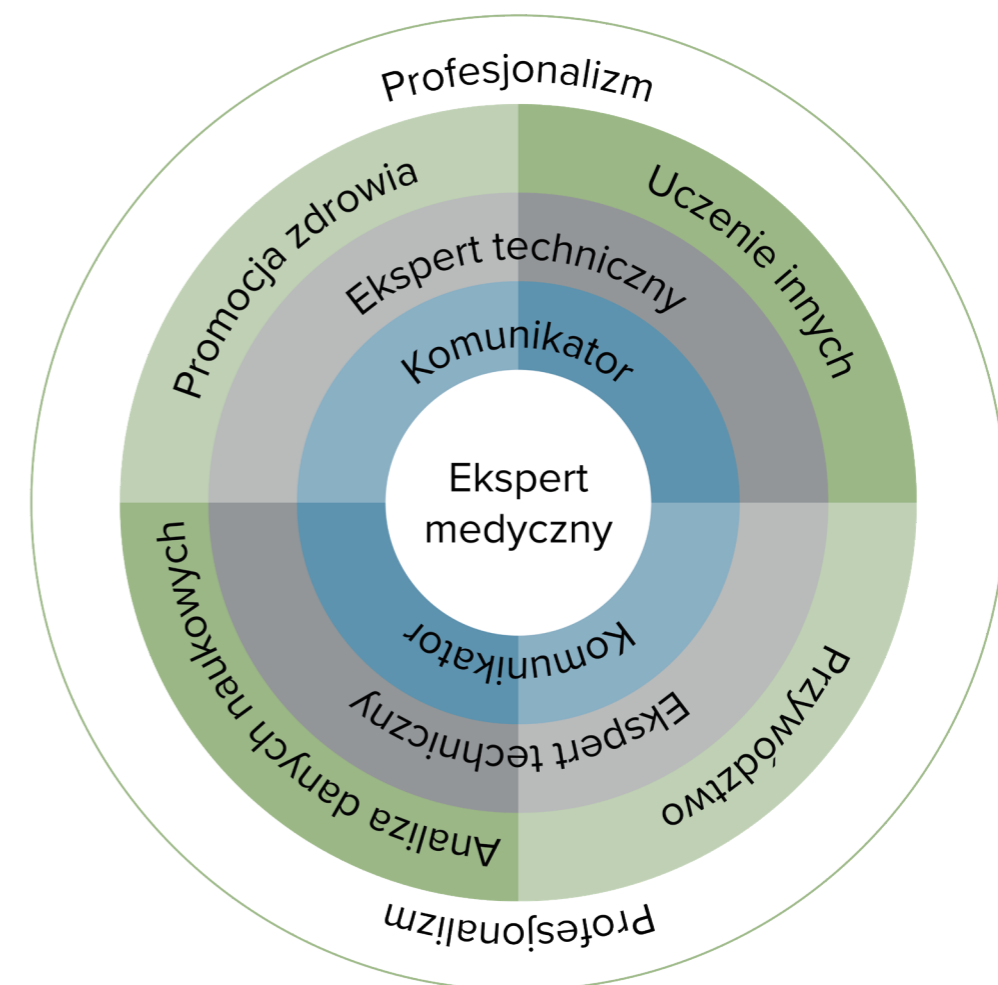 Profesjonalizm
Promocja zdrowia
Uczenie innych
Ekspert techniczny
Komunikator
Ekspert
medyczny
Komunikator
Ekspert techniczny
Analiza danych naukowych
Przywództwo
Profesjonalizm